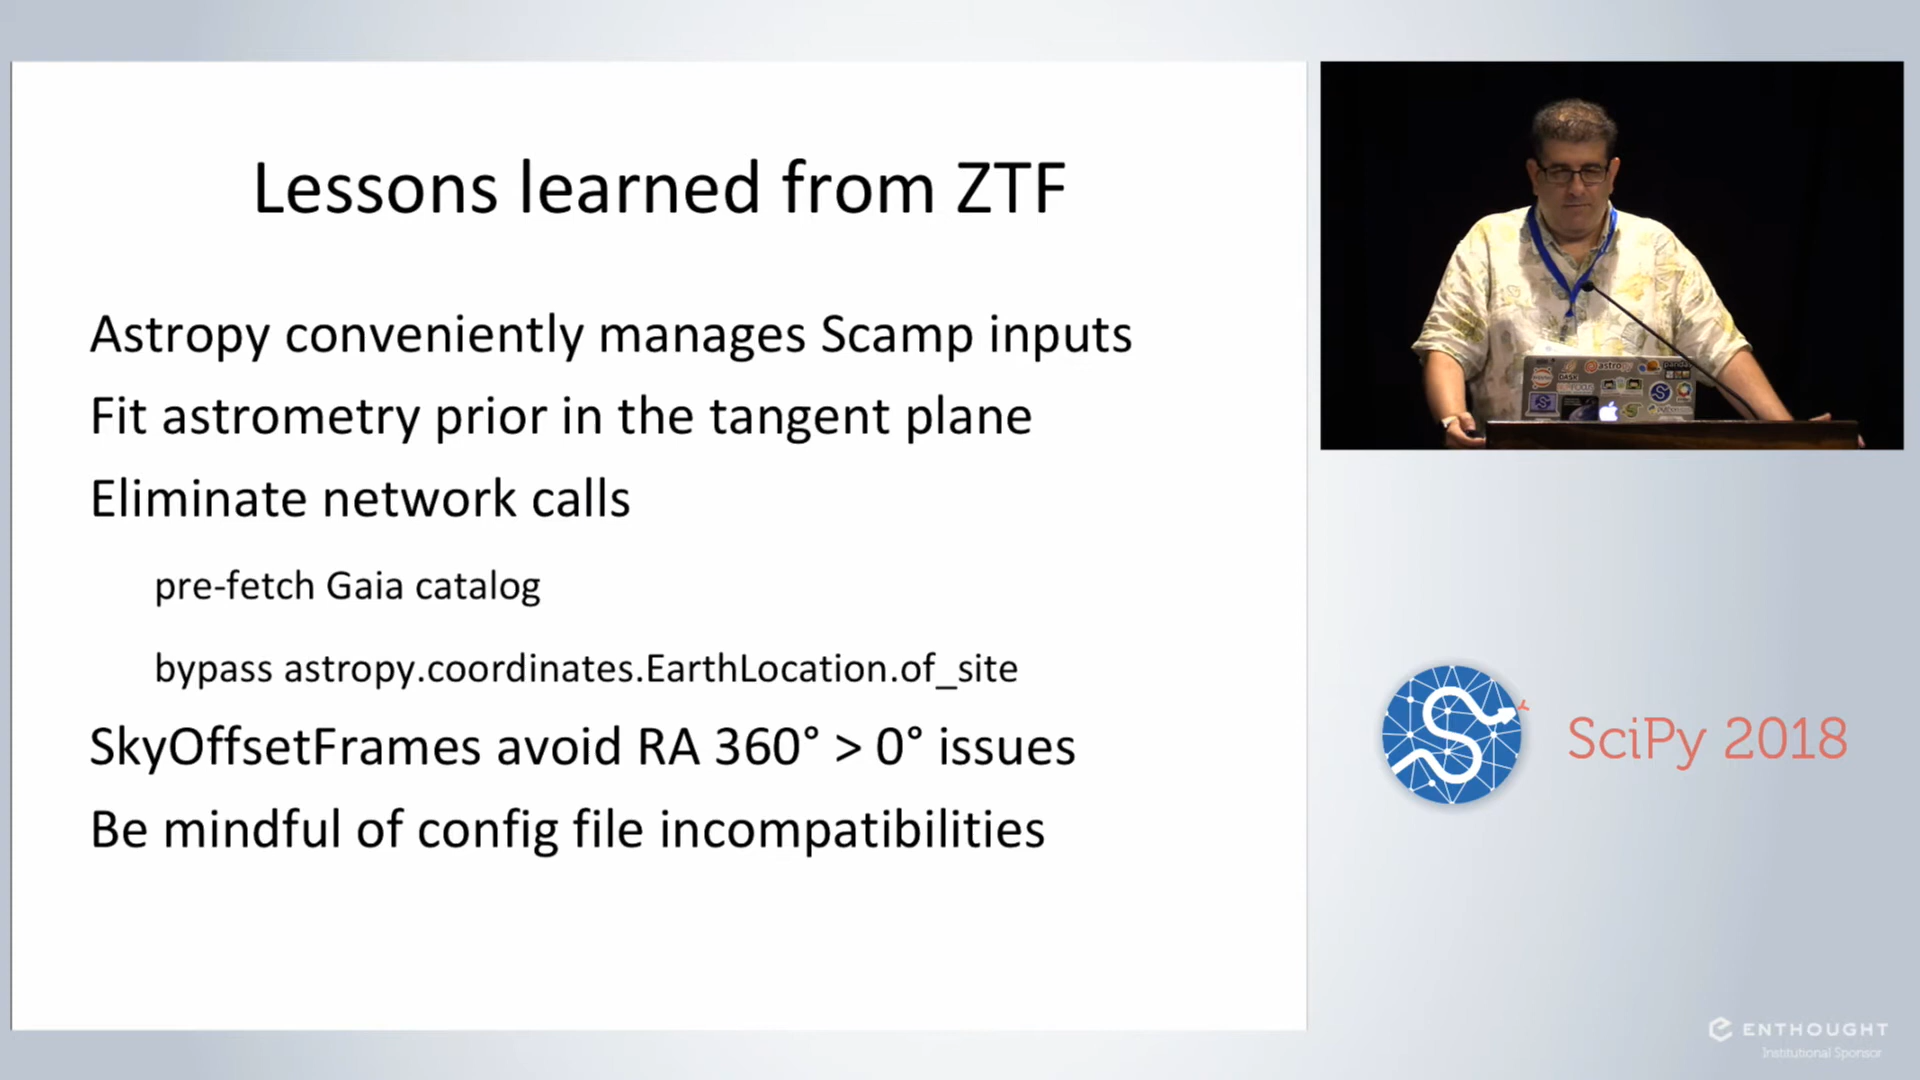 Lessons learned from ZTF
Astropy conveniently manages Scamp inputs
Fit astrometry prior in the tangent plane
Eliminate network calls
pre-fetch Gaia catalog
bypass astropy.coordinates.EarthLocation.of_site
SkyOffsetFrames avoid RA 360° > 0° issues
Be mindful of config file incompatibilities
astropy
DASK
SciPy 2018
ENTHOUGHT
Institutional Sponsor